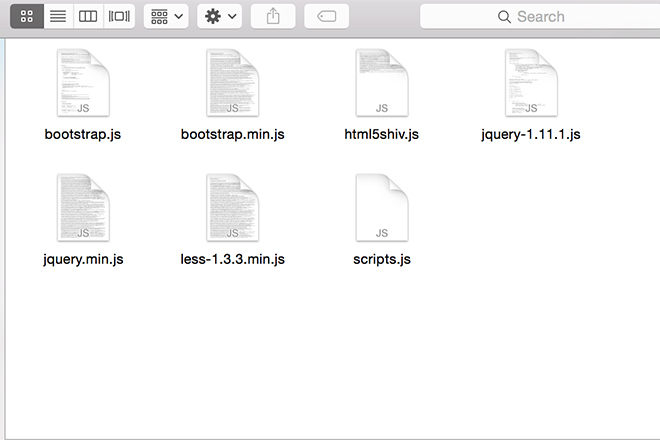 Search
JS
JS
JS
JS
bootstrap.js
bootstrap.min.js
html5shiv.js
jquery-1.11.1.js
JS
JS
JS
jquery.min.js
less-1.3.3.min.js
scripts.js